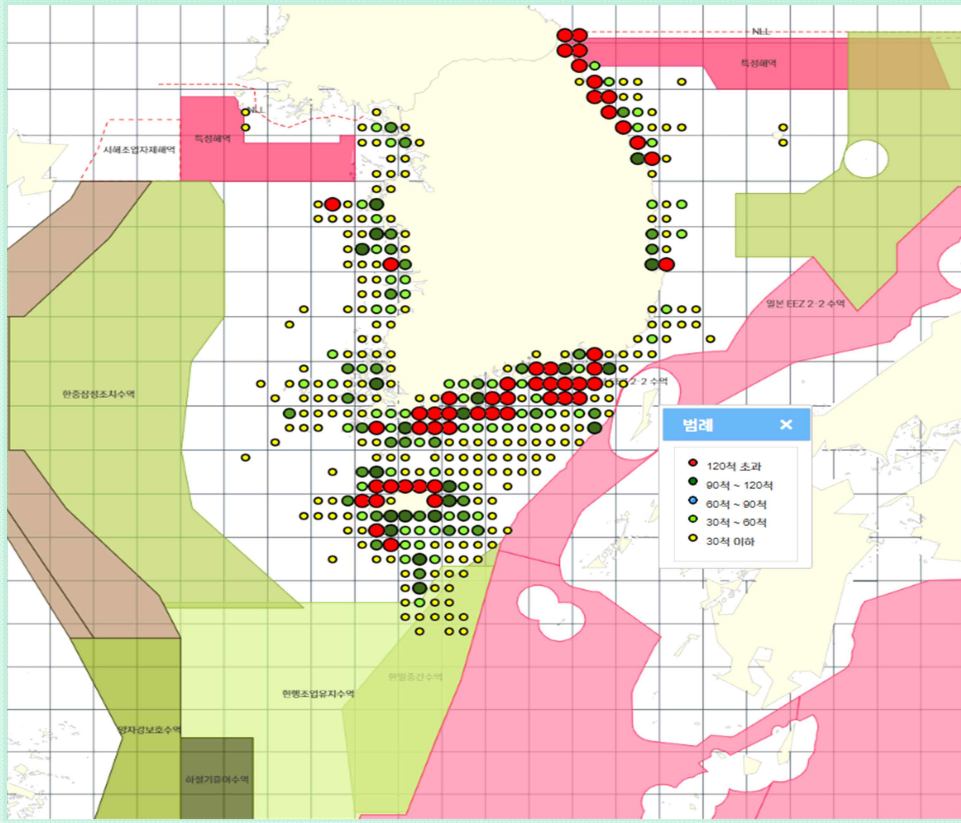 NLL
특정해역
NLL
특정해역
서해조업자제해역
일본 EEZ 2-2 수역
한중잠정조치수역
2-2 수역
범례
120척 초과
90척 ~ 120척
60척 ~ 90척
30척 ~ 60척
30척 이하
한일중간수역
현행조업유지수역
양자강보호수역
하절기휴어수역